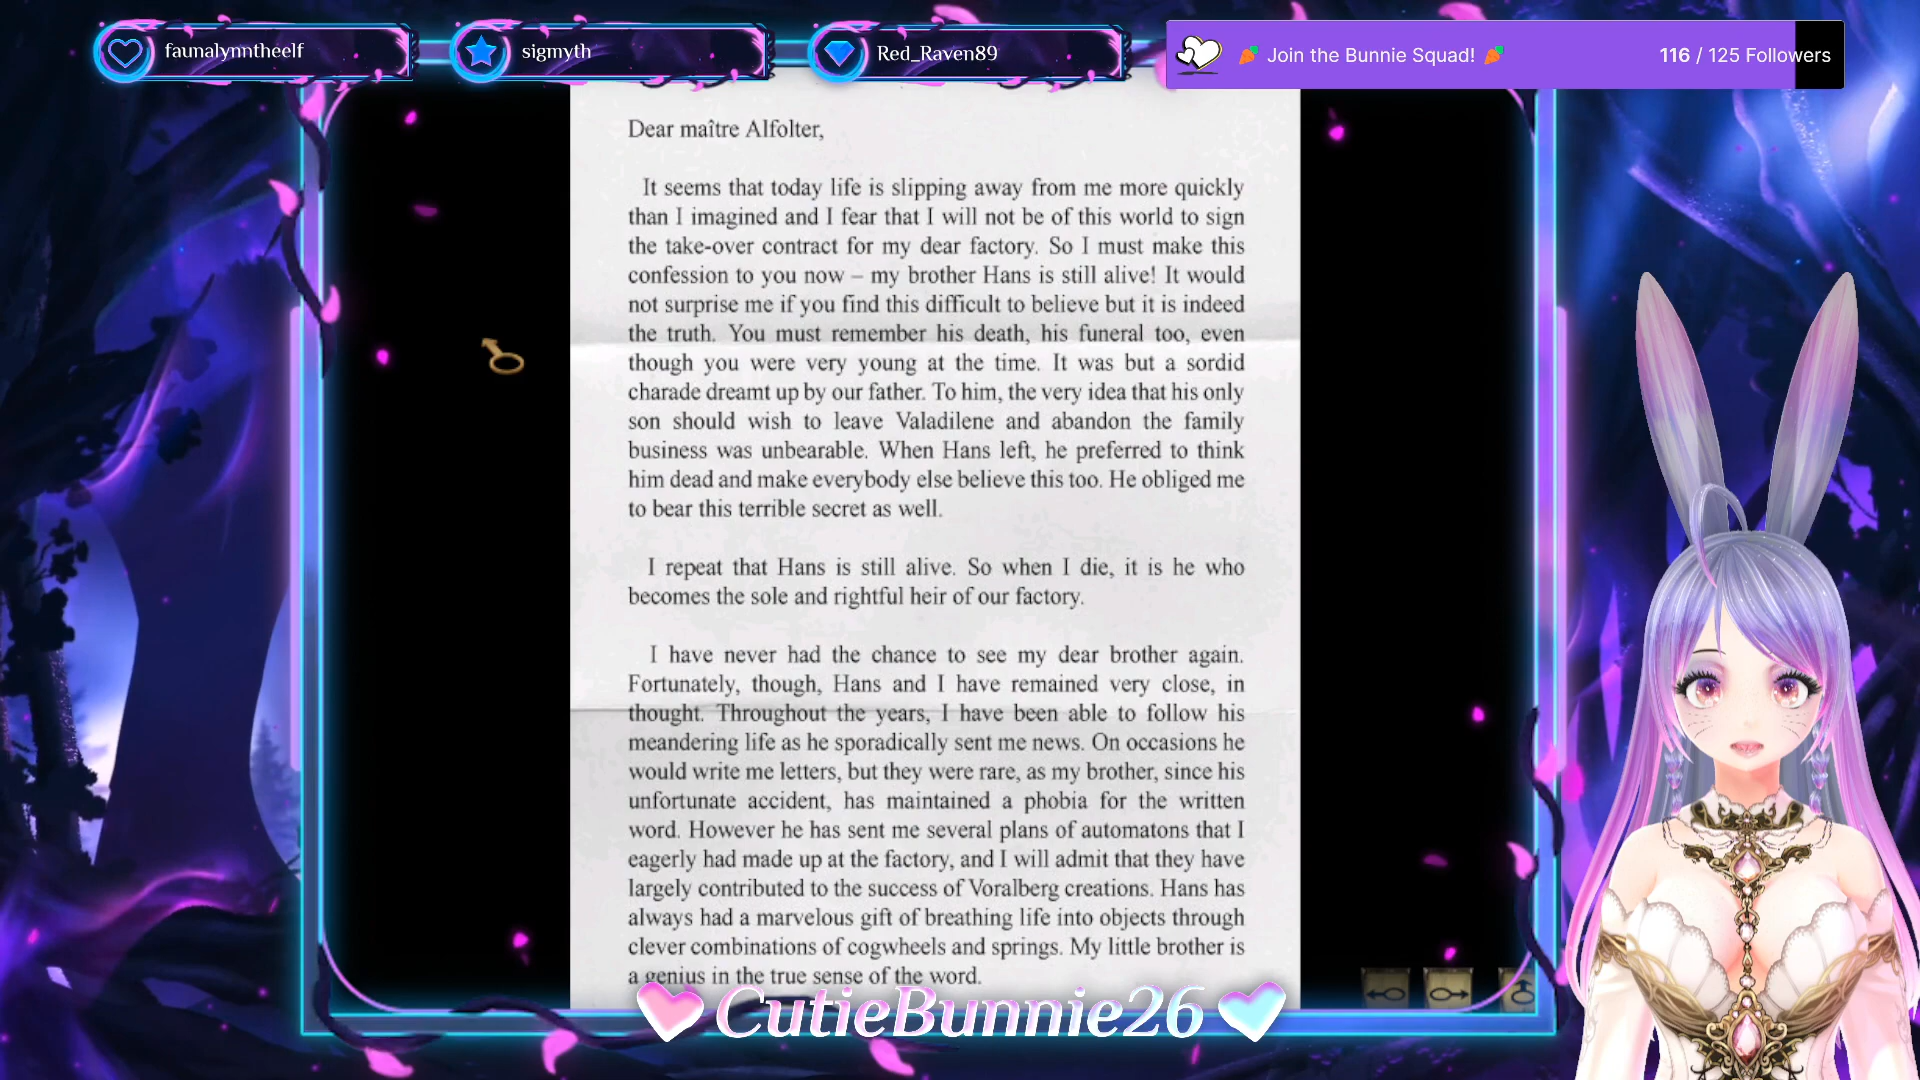 faunalynntheelf
sigmyth
Red_Raven89
Join the Bunnie Squad!
116 / 125 Followers
Dear maître Alfolter,
It seems that today life is slipping away from me more quickly
than I imagined and I fear that I will not be of this world to sign
the take-over contract for my dear factory. So I must make this
confession to you now – my brother Hans is still alive! It would
not surprise me if you find this difficult to believe but it is indeed
the truth. You must remember his death, his funeral too, even
though you were very young at the time. It was but a sordid
charade dreamt up by our father. To him, the very idea that his only
son should wish to leave Valadilene and abandon the family
business was unbearable. When Hans left, he preferred to think
him dead and make everybody else believe this too. He obliged me
to bear this terrible secret as well.
I repeat that Hans is still alive. So when I die, it is he who
becomes the sole and rightful heir of our factory.
I have never had the chance to see my dear brother again.
Fortunately, though, Hans and I have remained very close, in
thought. Throughout the years, I have been able to follow his
meandering life as he sporadically sent me news. On occasions he
would write me letters, but they were rare, as my brother, since his
unfortunate accident, has maintained a phobia for the written
word. However he has sent me several plans of automatons that I
eagerly had made up at the factory, and I will admit that they have
largely contributed to the success of Voralberg creations. Hans has
always had a marvelous gift of breathing life into objects through
clever combinations of cogwheels and springs. My little brother is
a genius in the true sense of the word.
CutieBunnie26